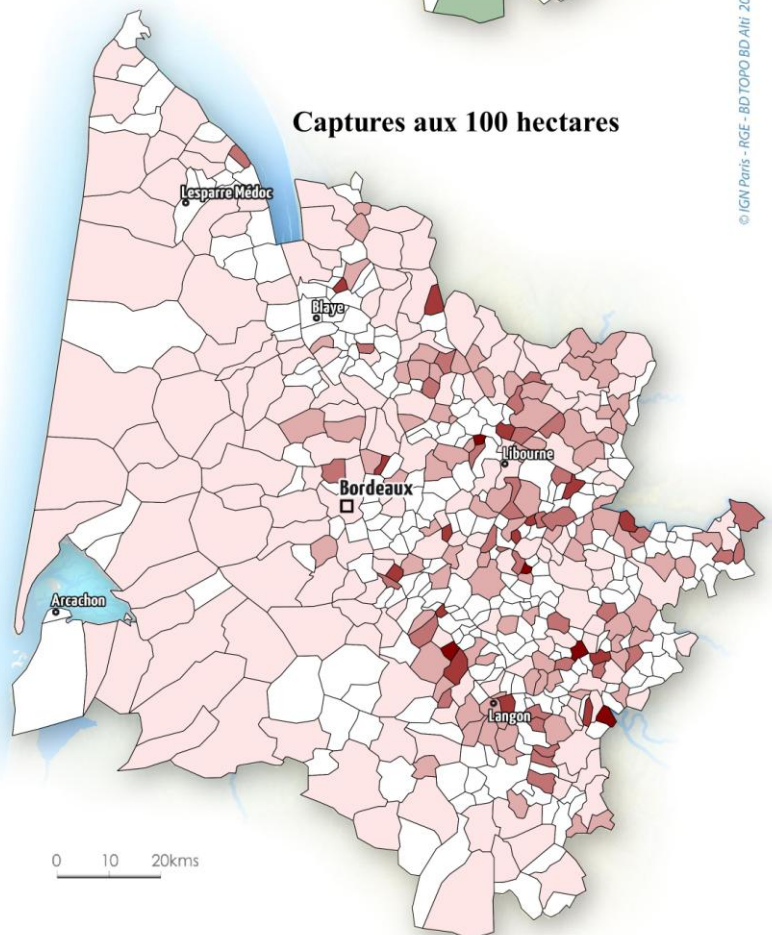 © IGN Paris - RGE - BD TOPO BD Alti 20
Captures aux 100 hectares
Lesparre Médoc
Blaye
Libourne
Bordeaux
Arcachon
Langon
0 10 20kms